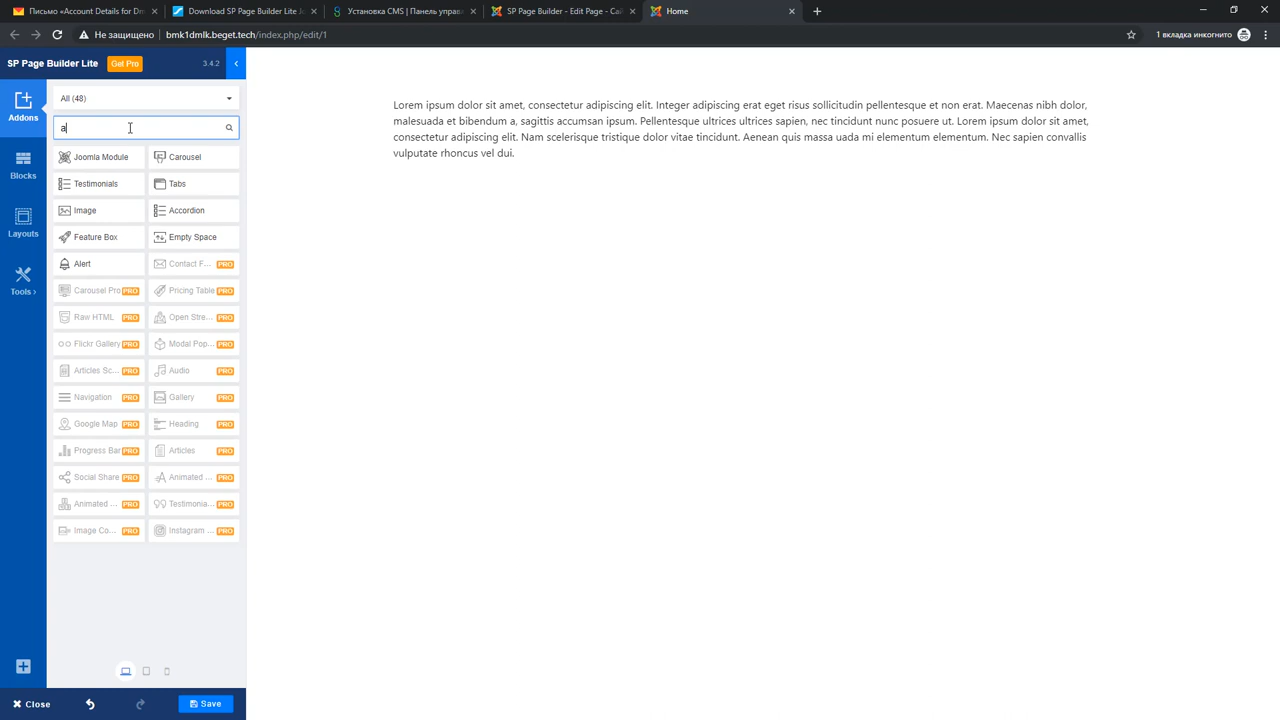 Письмо «Account Details for Dm
Download SP Page Builder Lite Jo
Установка CMS | Панель управ
SP Page Builder - Edit Page - Сай
Home
Не защищено
bmk1dmlk.beget.tech/index.php/edit/1
1 вкладка инкогнито
SP Page Builder Lite
Get Pro
3.4.2
Addons
Blocks
Layouts
Tools ›
All (48)
a
Joomla Module
Carousel
Testimonials
Tabs
Image
Accordion
Feature Box
Empty Space
Alert
Contact F... PRO
Carousel Pro PRO
Pricing Table PRO
Raw HTML PRO
Open Stre... PRO
Flickr Gallery PRO
Modal Pop... PRO
Articles Sc... PRO
Audio PRO
Navigation PRO
Gallery PRO
Google Map PRO
Heading PRO
Progress Bar PRO
Articles PRO
Social Share PRO
Animated ... PRO
Animated ... PRO
Testimonia... PRO
Image Co... PRO
Instagram ... PRO
Close
Save
Lorem ipsum dolor sit amet, consectetur adipiscing elit. Integer adipiscing erat eget risus sollicitudin pellentesque et non erat. Maecenas nibh dolor,
malesuada et bibendum a, sagittis accumsan ipsum. Pellentesque ultrices ultrices sapien, nec tincidunt nunc posuere ut. Lorem ipsum dolor sit amet,
consectetur adipiscing elit. Nam scelerisque tristique dolor vitae tincidunt. Aenean quis massa uada mi elementum elementum. Nec sapien convallis
vulputate rhoncus vel dui.